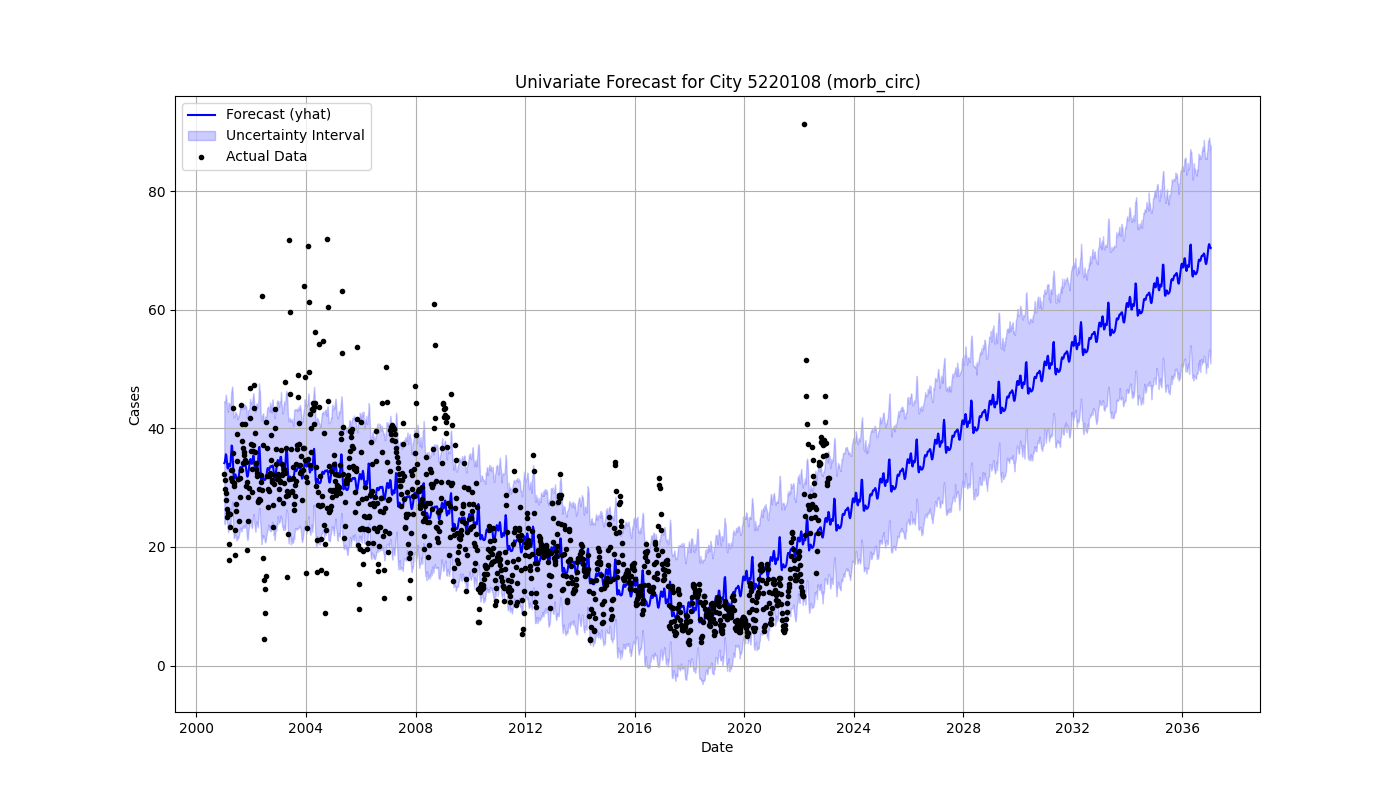 Univariate Forecast for City 5220108 (morb_circ)
Forecast (yhat)
Uncertainty Interval
Actual Data
80
60
40
20
0
Cases
2000 2004 2008 2012 2016 2020 2024 2028 2032 2036
Date